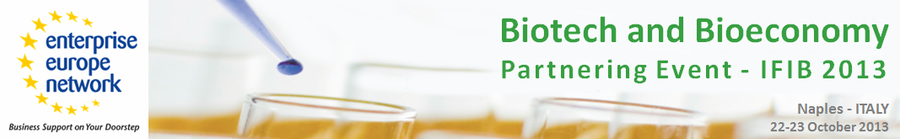 enterprise
europe
network
Business Support on Your Doorstep
Biotech and Bioeconomy
Partnering Event - IFIB 2013
Naples - ITALY
22-23 October 2013